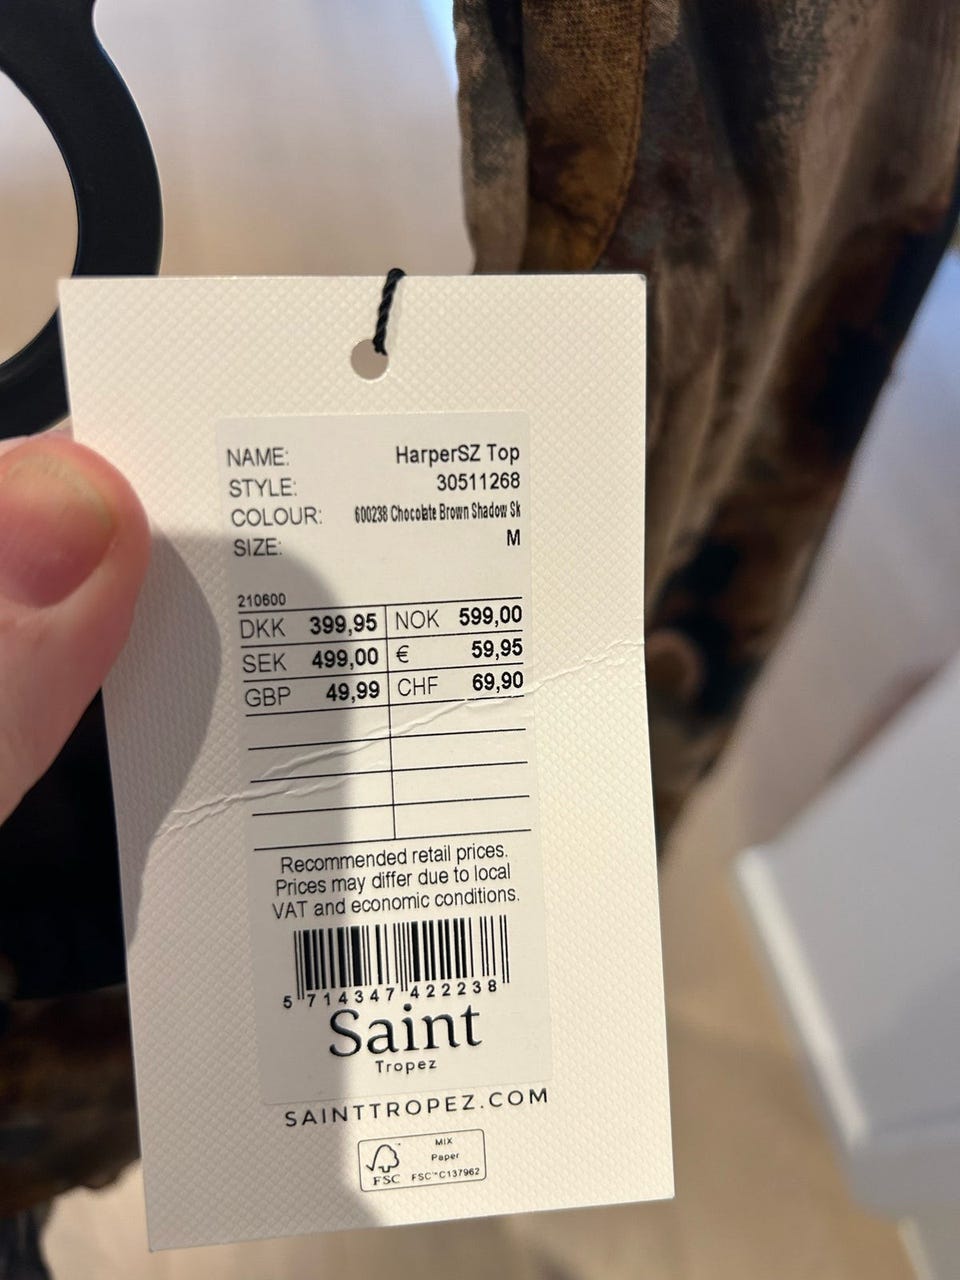 NAME: HarperSZ Top
STYLE: 30511268
COLOUR: 600238 Chocolate Brown Shadow Sk
SIZE: M
210600
DKK 399,95 NOK 599,00
SEK 499,00 € 59,95
GBP 49,99 CHF 69,90
Recommended retail prices.
Prices may differ due to local
VAT and economic conditions.
5 714347 422238
Saint
Tropez
SAINTTROPEZ.COM
MIX
Paper
FSC FSC™C137962